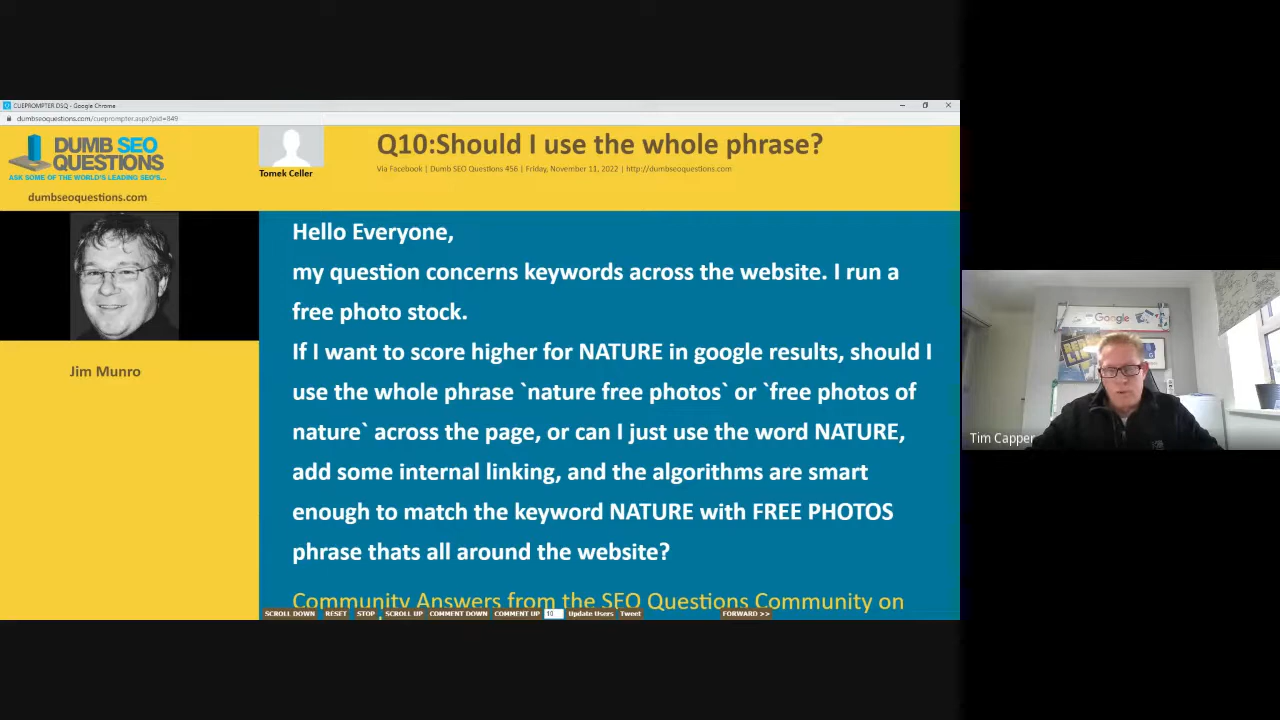 CUEPROMPTER DSQ - Google Chrome
dumbseoquestions.com/cueprompter.aspx?pid=849
DUMB SEO
QUESTIONS
ASK SOME OF THE WORLD'S LEADING SEO'S...
dumbseoquestions.com
Tomek Celler
Q10:Should I use the whole phrase?
Via Facebook | Dumb SEO Questions 456 | Friday, November 11, 2022 | http://dumbseoquestions.com
Jim Munro
Hello Everyone,
my question concerns keywords across the website. I run a
free photo stock.
If I want to score higher for NATURE in google results, should I
use the whole phrase `nature free photos` or `free photos of
nature` across the page, or can I just use the word NATURE,
add some internal linking, and the algorithms are smart
enough to match the keyword NATURE with FREE PHOTOS
phrase thats all around the website?
Community Answers from the SEO Questions Community on
SCROLL DOWN RESET STOP SCROLL UP COMMENT DOWN COMMENT UP 10 Update Users Tweet FORWARD >>
Google
Tim Capper